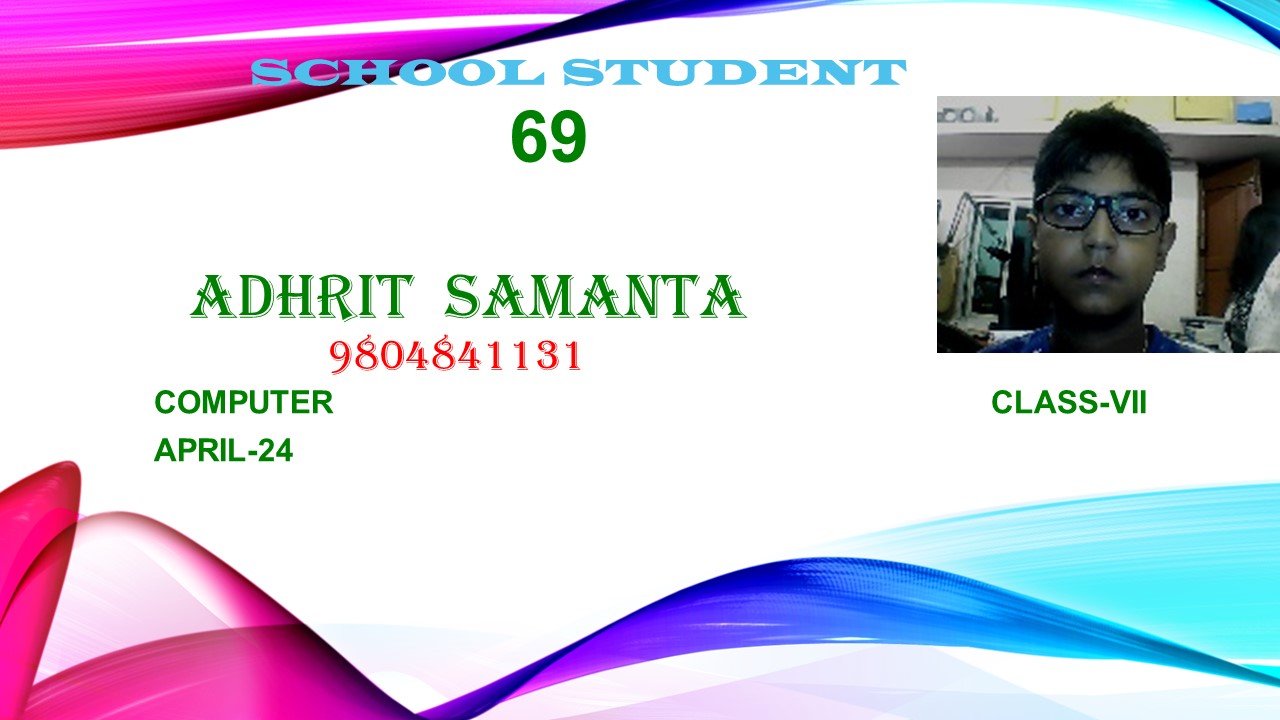 SCHOOL STUDENT
69
ADHRIT SAMANTA
9804841131
COMPUTER CLASS-VII
APRIL-24